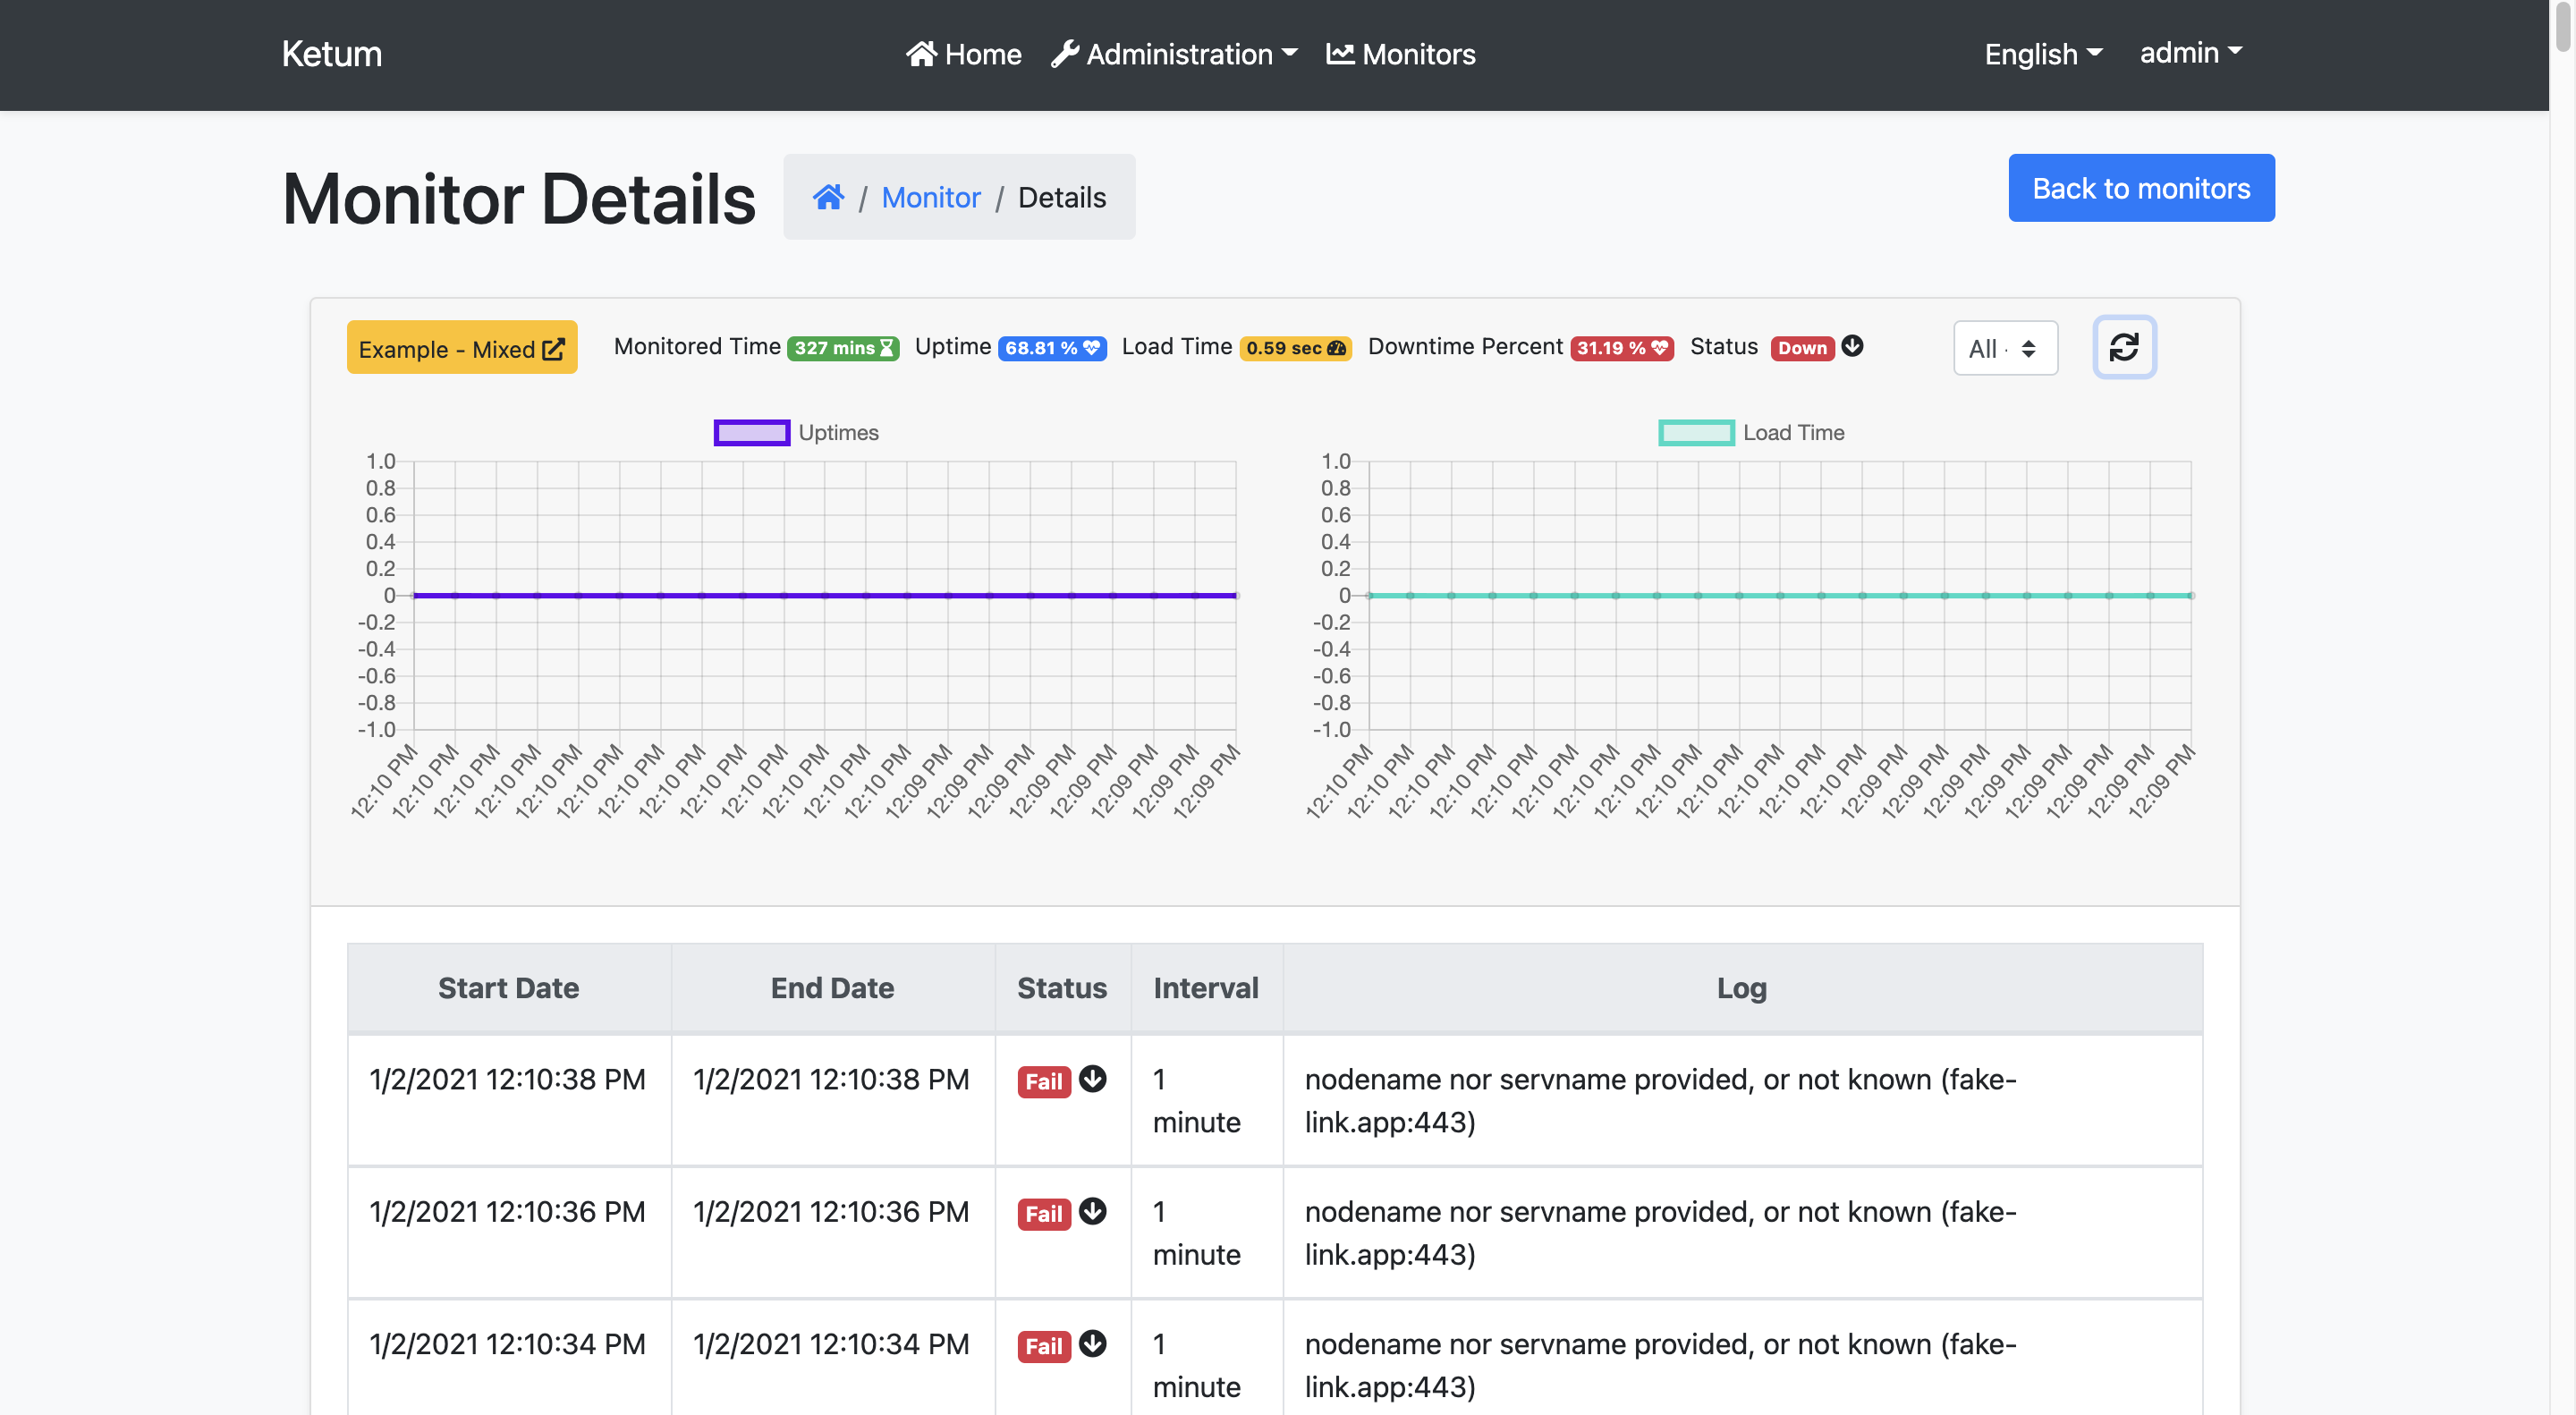 Ketum
Home Administration Monitors
English admin
Monitor Details
/ Monitor / Details
Back to monitors
Example - Mixed
Monitored Time 327 mins Uptime 68.81 % Load Time 0.59 sec Downtime Percent 31.19 % Status Down
All
Uptimes
1.0
0.8
0.6
0.4
0.2
0
-0.2
-0.4
-0.6
-0.8
-1.0
12:10 PM
12:10 PM
12:10 PM
12:10 PM
12:10 PM
12:10 PM
12:10 PM
12:10 PM
12:10 PM
12:10 PM
12:10 PM
12:10 PM
12:10 PM
12:09 PM
12:09 PM
12:09 PM
12:09 PM
12:09 PM
12:09 PM
12:09 PM
12:09 PM
Load Time
1.0
0.8
0.6
0.4
0.2
0
-0.2
-0.4
-0.6
-0.8
-1.0
12:10 PM
12:10 PM
12:10 PM
12:10 PM
12:10 PM
12:10 PM
12:10 PM
12:10 PM
12:10 PM
12:10 PM
12:10 PM
12:10 PM
12:10 PM
12:09 PM
12:09 PM
12:09 PM
12:09 PM
12:09 PM
12:09 PM
12:09 PM
12:09 PM
Start Date End Date Status Interval Log
1/2/2021 12:10:38 PM 1/2/2021 12:10:38 PM Fail 1 minute nodename nor servname provided, or not known (fake-
link.app:443)
1/2/2021 12:10:36 PM 1/2/2021 12:10:36 PM Fail 1 minute nodename nor servname provided, or not known (fake-
link.app:443)
1/2/2021 12:10:34 PM 1/2/2021 12:10:34 PM Fail 1 minute nodename nor servname provided, or not known (fake-
link.app:443)